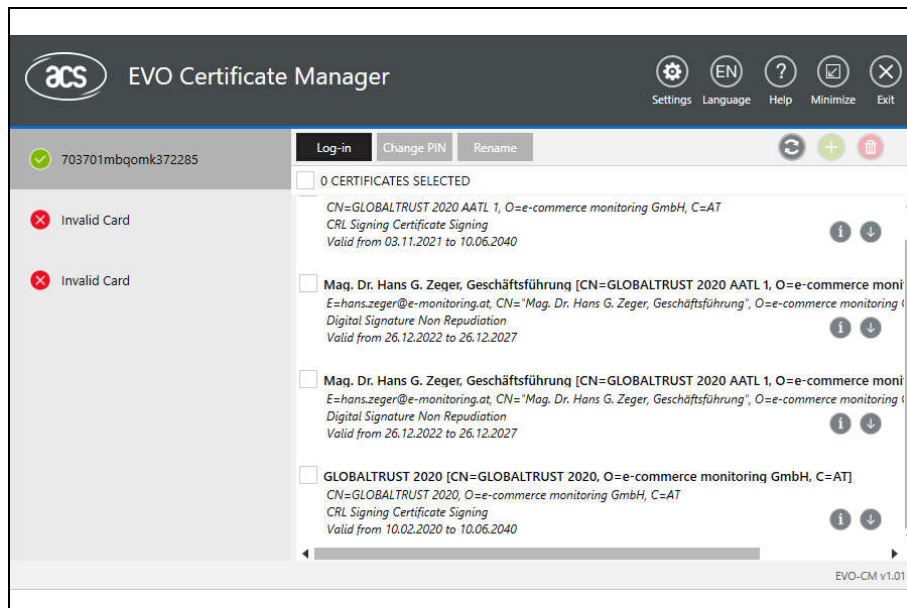 acs EVO Certificate Manager
Settings Language Help Minimize Exit
EN ?
703701mbqomk372285
Invalid Card
Invalid Card
Log-in Change PIN Rename
0 CERTIFICATES SELECTED
CN=GLOBALTRUST 2020 AATL 1, O=e-commerce monitoring GmbH, C=AT
CRL Signing Certificate Signing
Valid from 03.11.2021 to 10.06.2040
Mag. Dr. Hans G. Zeger, Geschäftsführung [CN=GLOBALTRUST 2020 AATL 1, O=e-commerce moni
E=hans.zeger@e-monitoring.at, CN="Mag. Dr. Hans G. Zeger, Geschäftsführung", O=e-commerce monitoring
Digital Signature Non Repudiation
Valid from 26.12.2022 to 26.12.2027
Mag. Dr. Hans G. Zeger, Geschäftsführung [CN=GLOBALTRUST 2020 AATL 1, O=e-commerce moni
E=hans.zeger@e-monitoring.at, CN="Mag. Dr. Hans G. Zeger, Geschäftsführung", O=e-commerce monitoring
Digital Signature Non Repudiation
Valid from 26.12.2022 to 26.12.2027
GLOBALTRUST 2020 [CN=GLOBALTRUST 2020, O=e-commerce monitoring GmbH, C=AT]
CN=GLOBALTRUST 2020, O=e-commerce monitoring GmbH, C=AT
CRL Signing Certificate Signing
Valid from 10.02.2020 to 10.06.2040
EVO-CM v1.01